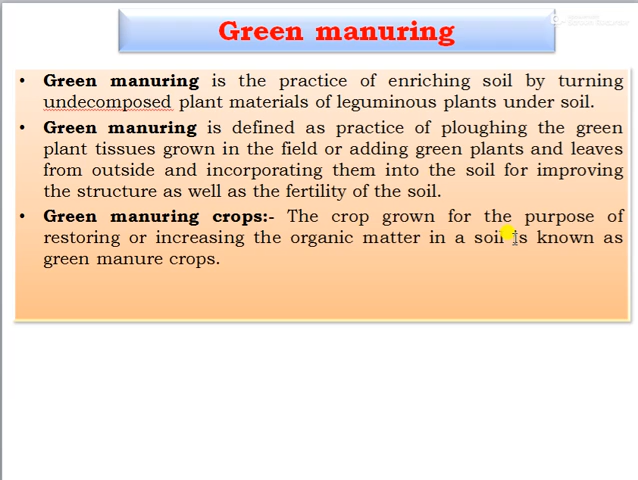 Green manuring
• Green manuring is the practice of enriching soil by turning
undecomposed plant materials of leguminous plants under soil.
• Green manuring is defined as practice of ploughing the green
plant tissues grown in the field or adding green plants and leaves
from outside and incorporating them into the soil for improving
the structure as well as the fertility of the soil.
• Green manuring crops:- The crop grown for the purpose of
restoring or increasing the organic matter in a soil is known as
green manure crops.